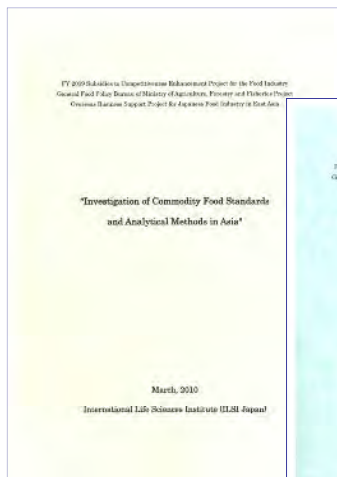 FY 2009 Subsidies to Competitiveness Enhancement Project for the Food Industry
General Food Policy Bureau of Ministry of Agriculture, Forestry and Fisheries Project
Overseas Business Support Project for Japanese Food Industry in East Asia
"Investigation of Commodity Food Standards
and Analytical Methods in Asia"
March, 2010
International Life Sciences Institute (ILSI Japan)